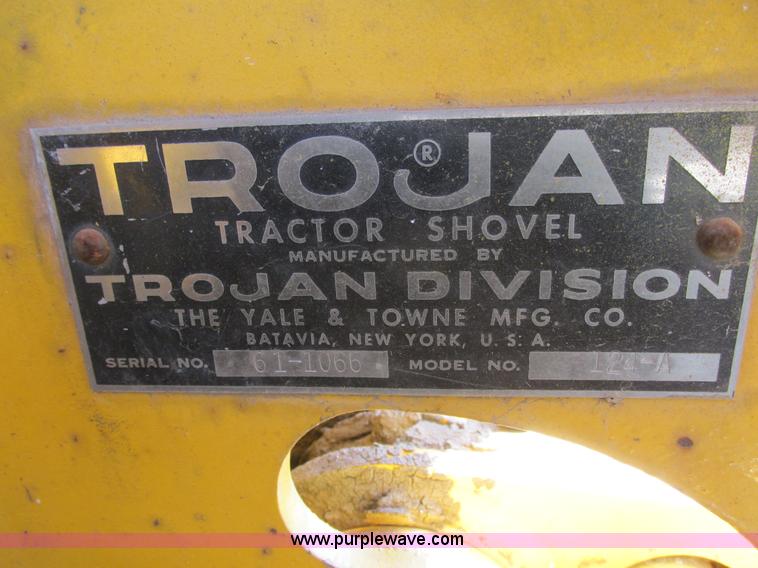 TROJAN®
TRACTOR SHOVEL
MANUFACTURED BY
TROJAN DIVISION
THE YALE & TOWNE MFG. CO.
BATAVIA, NEW YORK, U. S. A.
SERIAL NO. 61-1066 MODEL NO. 124-A
www.purplewave.com